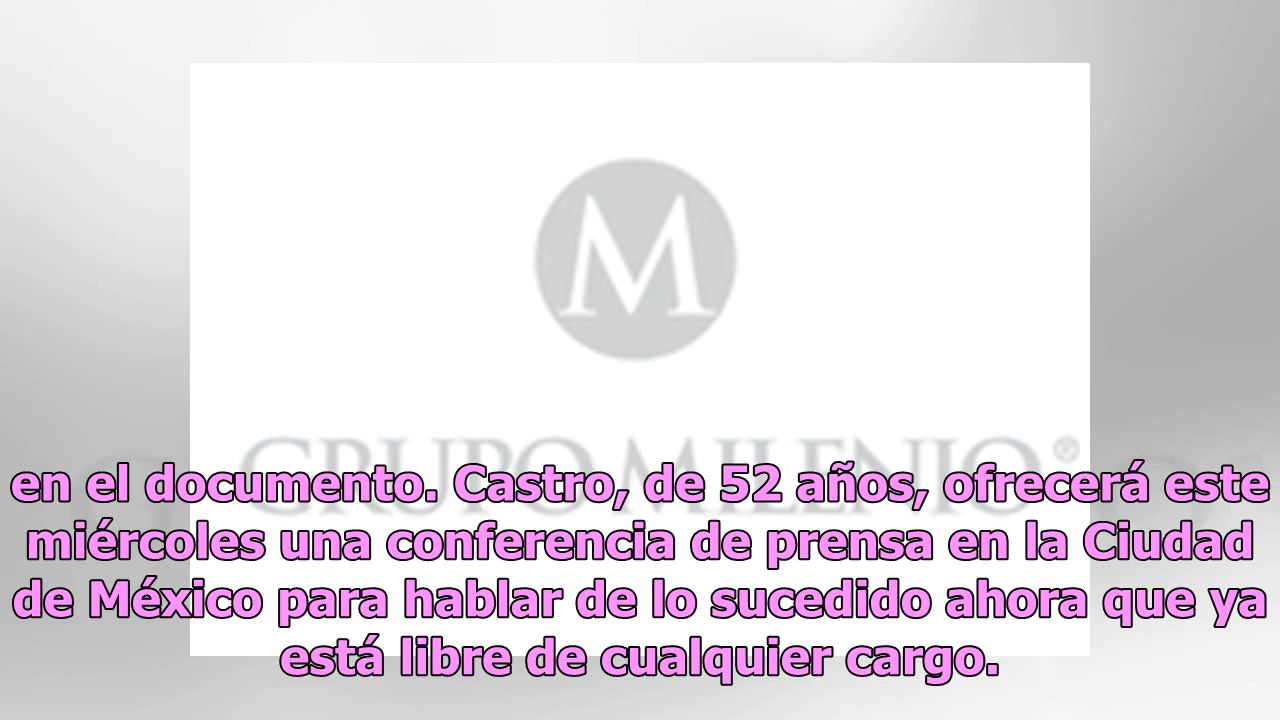 M
GRUPO MILENIO®
en el documento. Castro, de 52 años, ofrecerá este
miércoles una conferencia de prensa en la Ciudad
de México para hablar de lo sucedido ahora que ya
está libre de cualquier cargo.